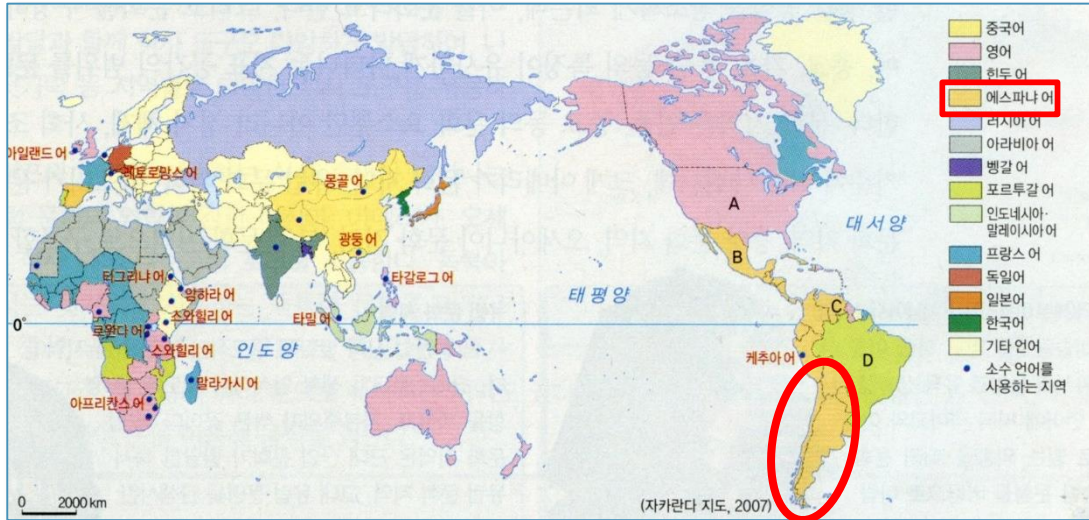 중국어
영어
힌두 어
에스파냐 어
러시아 어
아라비아 어
벵갈 어
포르투갈 어
인도네시아·
말레이시아 어
프랑스 어
독일어
일본어
한국어
기타 언어
소수 언어를
사용하는 지역
아일랜드 어
레토로망스 어
몽골 어
광둥 어
티그리냐 어
암하라 어
타갈로그 어
스와힐리 어
타밀 어
르완다 어
스와힐리 어
말라가시 어
아프리칸스 어
케추아 어
인도양
태평양
대서양
A
B
C
D
0°
0 2000 km
(자카란다 지도, 2007)